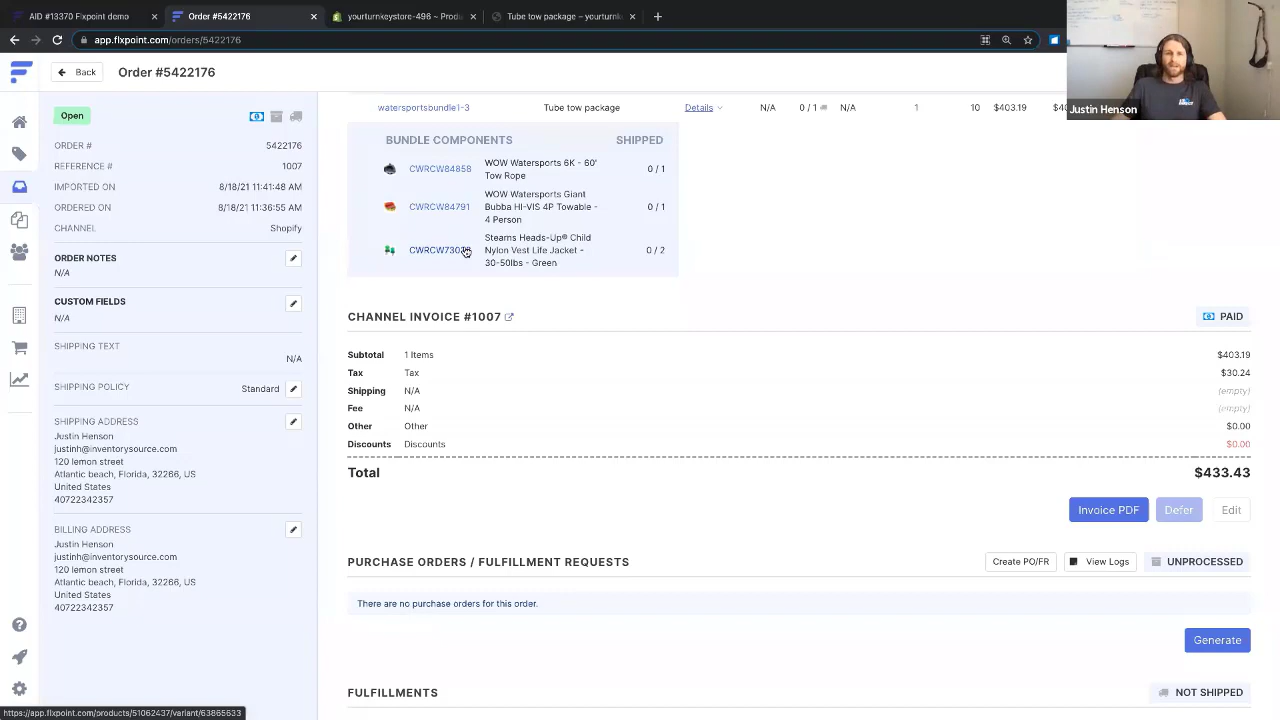 AID #13370 Flxpoint demo
Order #5422176
yourturnkeystore-496 ~ Produ
Tube tow package – yourturnk
app.flxpoint.com/orders/5422176
Back
Order #5422176
Justin Henson
Open
ORDER # 5422176
REFERENCE # 1007
IMPORTED ON 8/18/21 11:41:48 AM
ORDERED ON 8/18/21 11:36:55 AM
CHANNEL Shopify
ORDER NOTES
N/A
CUSTOM FIELDS
N/A
SHIPPING TEXT
N/A
SHIPPING POLICY Standard
SHIPPING ADDRESS
Justin Henson
justinh@inventorysource.com
120 lemon street
Atlantic beach, Florida, 32266, US
United States
40722342357
BILLING ADDRESS
Justin Henson
justinh@inventorysource.com
120 lemon street
Atlantic beach, Florida, 32266, US
United States
40722342357
watersportsbundle1-3 Tube tow package Details N/A 0 / 1 N/A 1 10 $403.19
BUNDLE COMPONENTS SHIPPED
CWRCW84858 WOW Watersports 6K - 60'
Tow Rope 0 / 1
CWRCW84791 WOW Watersports Giant
Bubba HI-VIS 4P Towable -
4 Person 0 / 1
Stearns Heads-Up® Child
Nylon Vest Life Jacket -
30-50lbs - Green 0 / 2
CHANNEL INVOICE #1007 PAID
Subtotal 1 Items $403.19
Tax Tax $30.24
Shipping N/A (empty)
Fee N/A (empty)
Other Other $0.00
Discounts Discounts $0.00
Total $433.43
Invoice PDF Defer Edit
PURCHASE ORDERS / FULFILLMENT REQUESTS Create PO/FR View Logs UNPROCESSED
There are no purchase orders for this order.
Generate
FULFILLMENTS NOT SHIPPED
https://app.flxpoint.com/products/51062437/variant/63865633